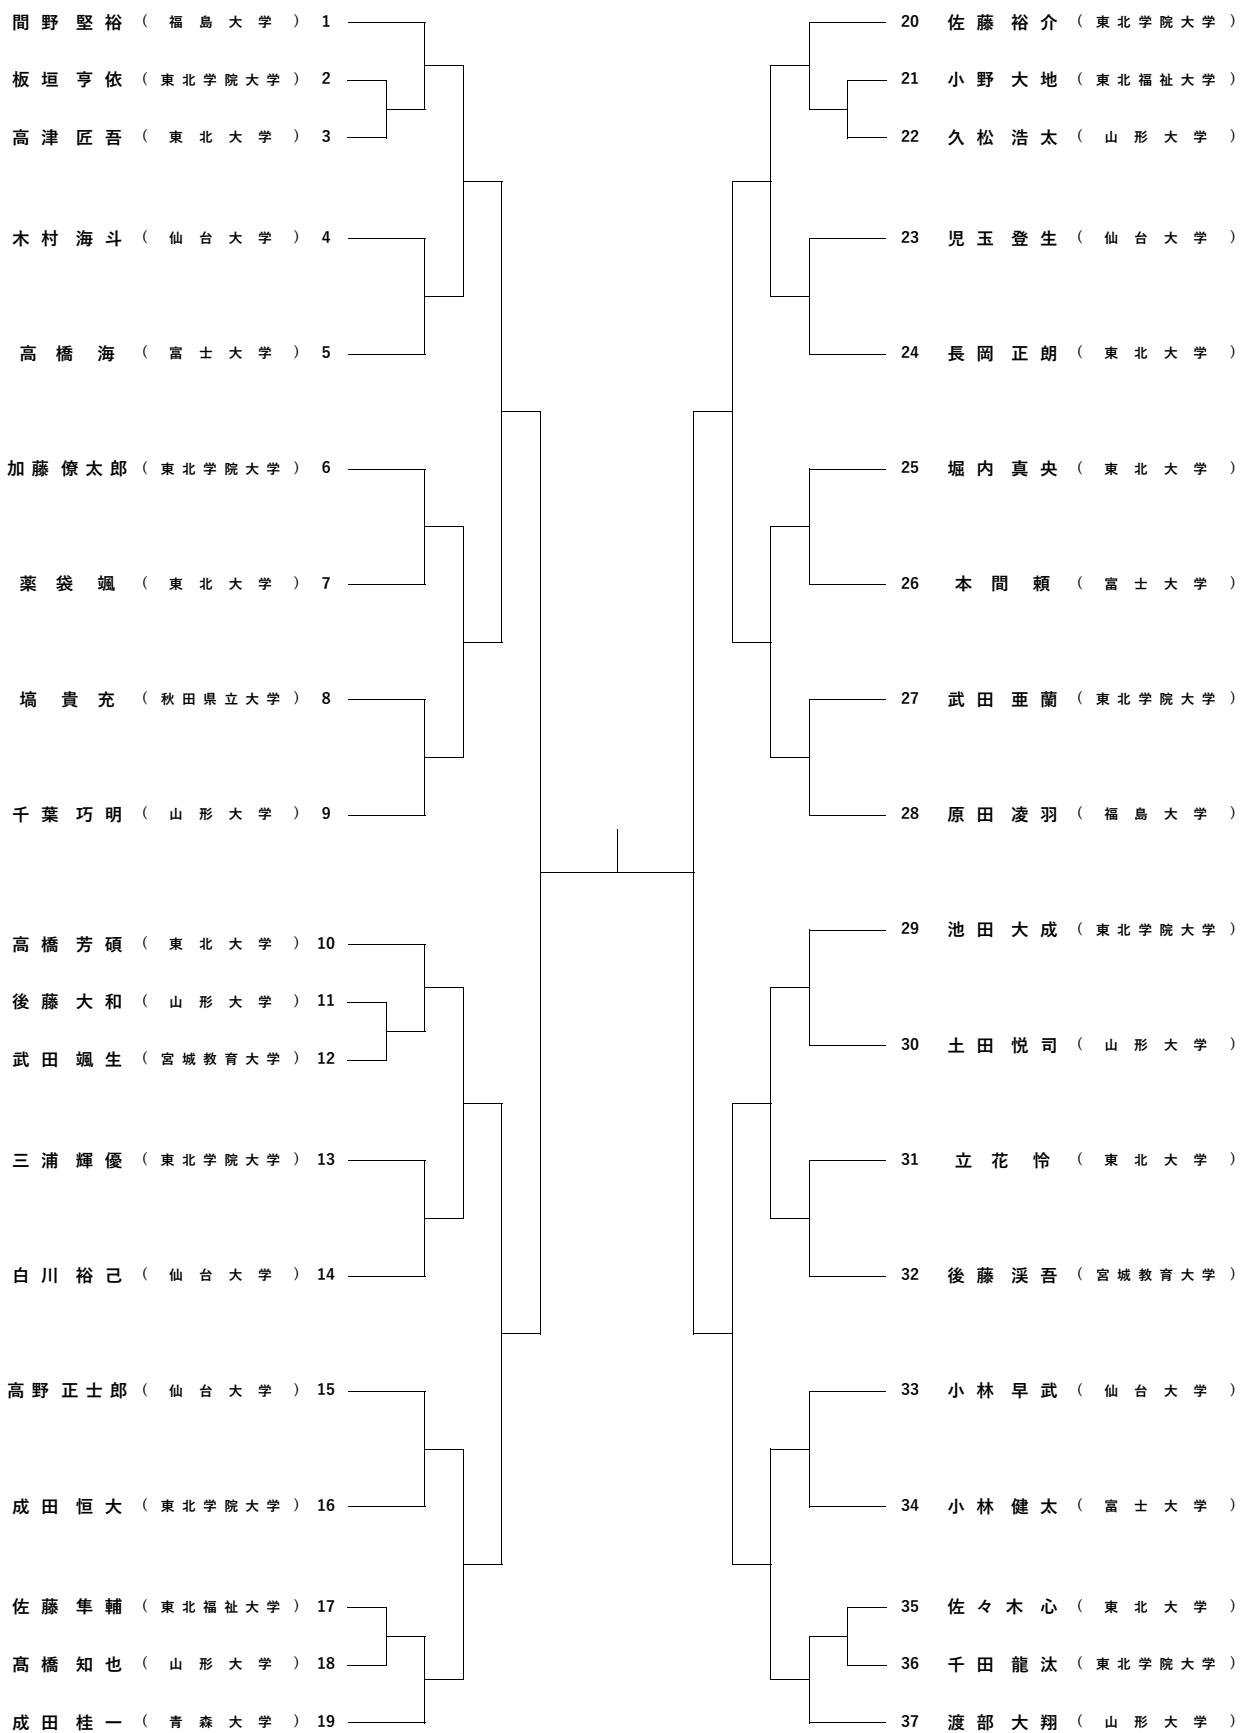 間野 堅裕 （ 福島大学 ） 1
板垣 亨依 （ 東北学院大学 ） 2
高津 匠吾 （ 東北大学 ） 3
木村 海斗 （ 仙台大学 ） 4
高橋 海 （ 富士大学 ） 5
加藤 僚太郎 （ 東北学院大学 ） 6
薬袋 颯 （ 東北大学 ） 7
塙 貴充 （ 秋田県立大学 ） 8
千葉 巧明 （ 山形大学 ） 9
高橋 芳碩 （ 東北大学 ） 10
後藤 大和 （ 山形大学 ） 11
武田 颯生 （ 宮城教育大学 ） 12
三浦 輝優 （ 東北学院大学 ） 13
白川 裕己 （ 仙台大学 ） 14
高野 正士郎 （ 仙台大学 ） 15
成田 恒大 （ 東北学院大学 ） 16
佐藤 隼輔 （ 東北福祉大学 ） 17
髙橋 知也 （ 山形大学 ） 18
成田 桂一 （ 青森大学 ） 19
20 佐藤 裕介 （ 東北学院大学 ）
21 小野 大地 （ 東北福祉大学 ）
22 久松 浩太 （ 山形大学 ）
23 児玉 登生 （ 仙台大学 ）
24 長岡 正朗 （ 東北大学 ）
25 堀内 真央 （ 東北大学 ）
26 本間 頼 （ 富士大学 ）
27 武田 亜蘭 （ 東北学院大学 ）
28 原田 凌羽 （ 福島大学 ）
29 池田 大成 （ 東北学院大学 ）
30 土田 悦司 （ 山形大学 ）
31 立花 怜 （ 東北大学 ）
32 後藤 渓吾 （ 宮城教育大学 ）
33 小林 早武 （ 仙台大学 ）
34 小林 健太 （ 富士大学 ）
35 佐々木 心 （ 東北大学 ）
36 千田 龍汰 （ 東北学院大学 ）
37 渡部 大翔 （ 山形大学 ）